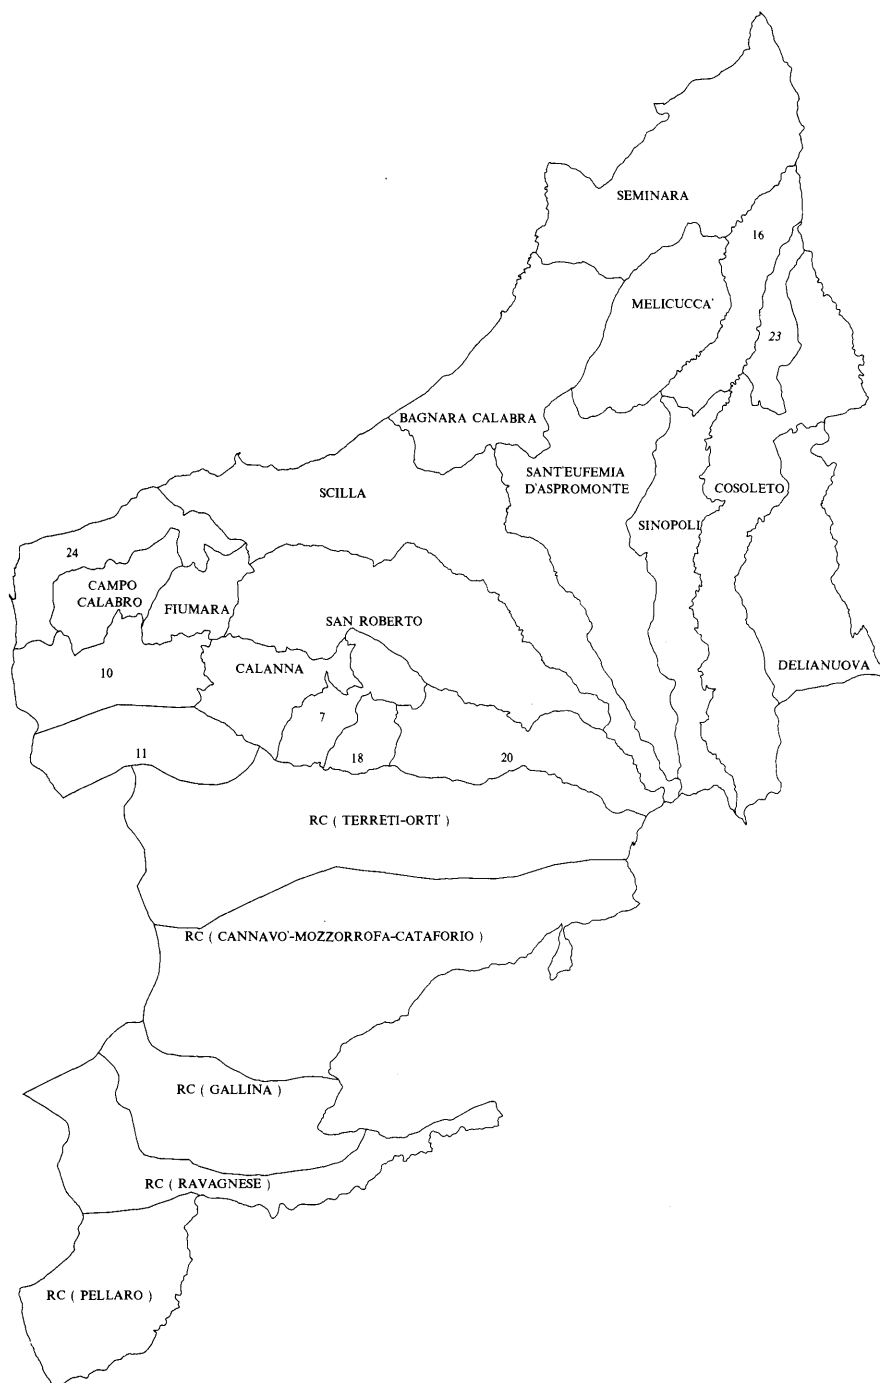 SEMINARA
16
MELICUCCA'
23
BAGNARA CALABRA
SANT'EUFEMIA
D'ASPROMONTE
SCILLA
COSOLETO
SINOPOLI
24
CAMPO
CALABRO
FIUMARA
SAN ROBERTO
DELIANUOVA
CALANNA
10
7
11
18
20
RC ( TERRETI-ORTI' )
RC ( CANNAVO'-MOZZORROFA-CATAFORIO )
RC ( GALLINA )
RC ( RAVAGNESE )
RC ( PELLARO )